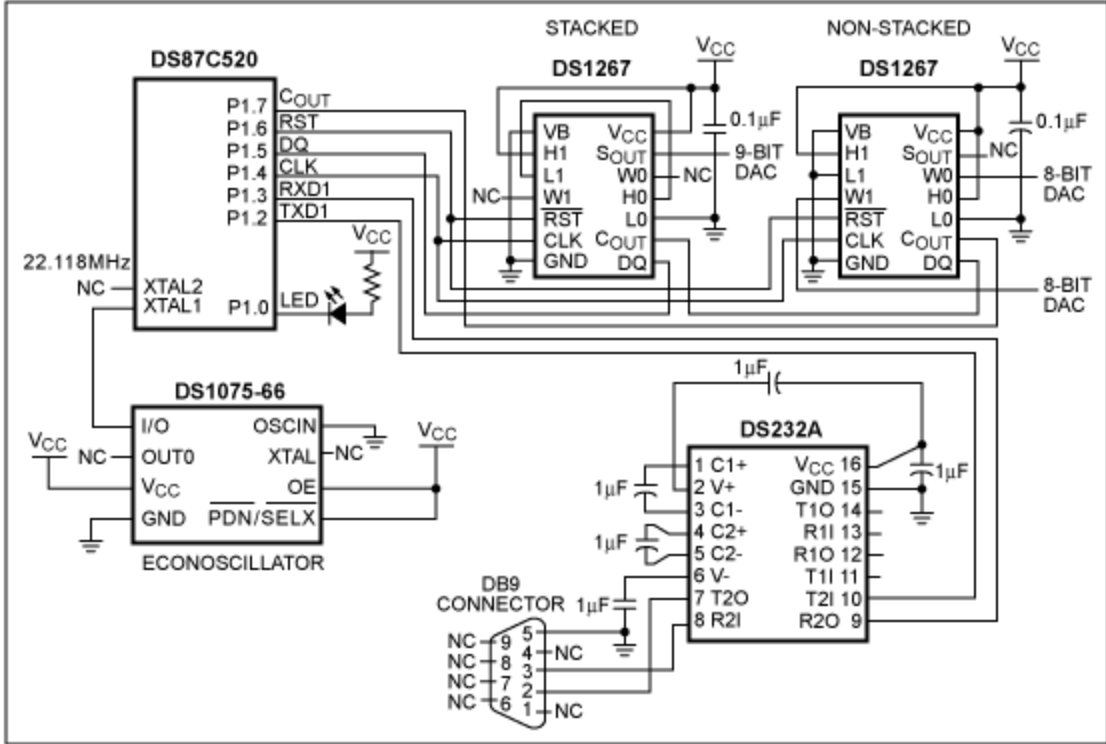 STACKED
NON-STACKED
DS87C520
DS1267
VCC
DS1267
VCC
P1.7
COUT
P1.6
RST
P1.5
DQ
P1.4
CLK
P1.3
RXD1
P1.2
TXD1
VCC
22.118MHz
NC
XTAL2
XTAL1
P1.0
LED
VB
VCC
0.1µF
H1
SOUT
9-BIT
DAC
L1
W0
NC
NC
W1
H0
RST
L0
CLK
COUT
GND
DQ
VB
VCC
0.1µF
H1
SOUT
NC
L1
W0
8-BIT
DAC
W1
H0
RST
L0
CLK
COUT
GND
DQ
8-BIT
DAC
DS1075-66
I/O
OSCIN
VCC
NC
OUT0
XTAL
NC
VCC
VCC
OE
GND
PDN/SELX
ECONOSCILLATOR
1µF
DS232A
1 C1+
VCC 16
2 V+
GND 15
1µF
1µF
3 C1-
T1O 14
4 C2+
R1I 13
1µF
5 C2-
R1O 12
6 V-
T1I 11
7 T2O
T2I 10
8 R2I
R2O 9
DB9
CONNECTOR
1µF
NC
9
5
NC
8
4
NC
NC
7
3
NC
6
2
1
NC